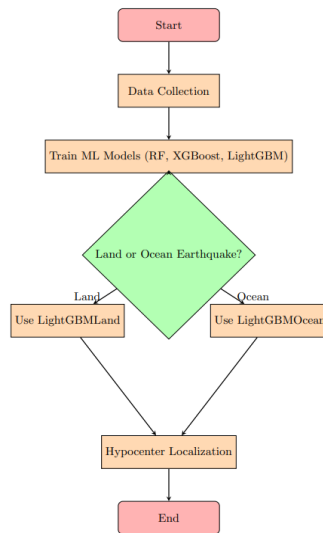 Start
Data Collection
Train ML Models (RF, XGBoost, LightGBM)
Land or Ocean Earthquake?
Land
Ocean
Use LightGBMLand
Use LightGBMOcean
Hypocenter Localization
End